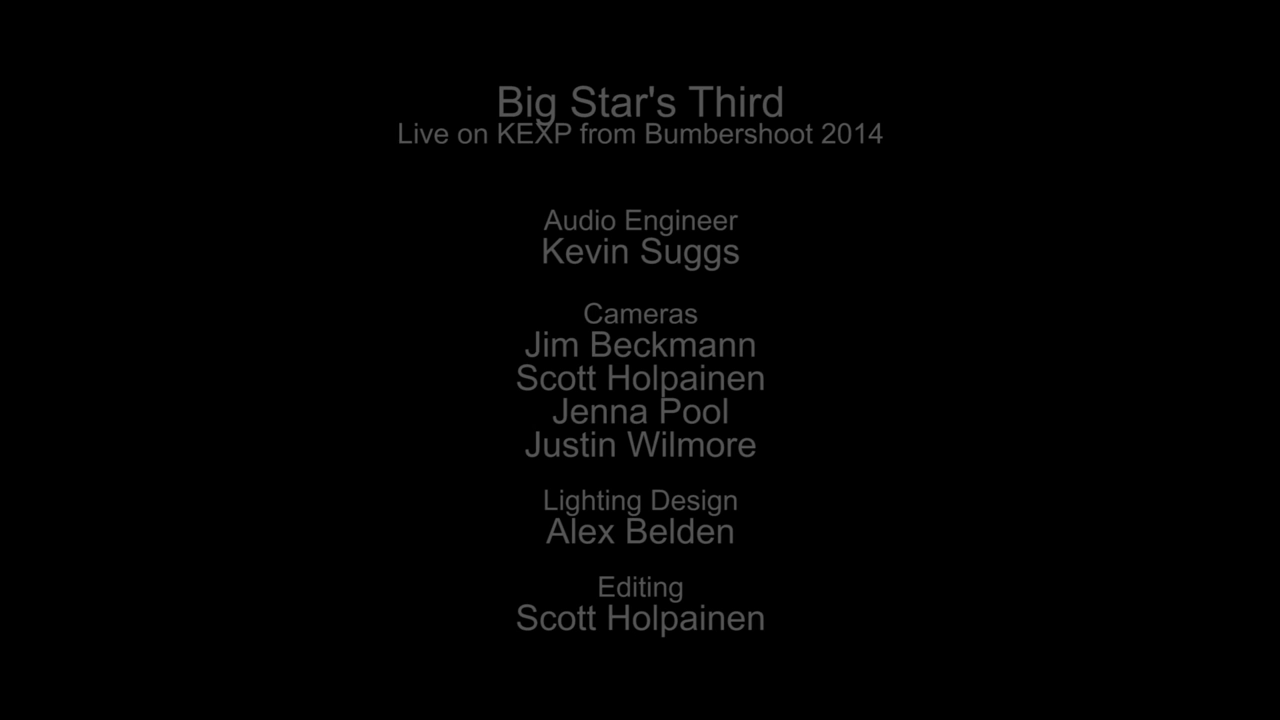 Big Star's Third
Live on KEXP from Bumbershoot 2014
Audio Engineer
Kevin Suggs
Cameras
Jim Beckmann
Scott Holpainen
Jenna Pool
Justin Wilmore
Lighting Design
Alex Belden
Editing
Scott Holpainen